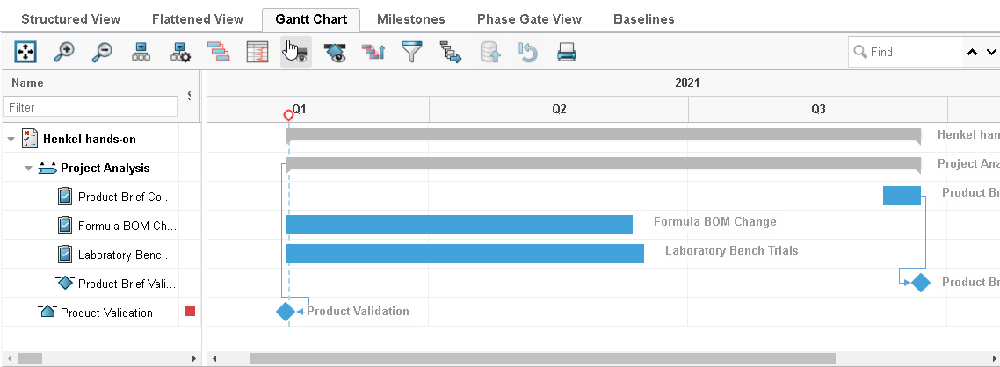 Structured View Flattened View Gantt Chart Milestones Phase Gate View Baselines
Find
Name S 2021
Filter Q1 Q2 Q3
Henkel hands-on Henkel han
Project Analysis Project Ana
Product Brief Co... Product Br
Formula BOM Ch... Formula BOM Change
Laboratory Benc... Laboratory Bench Trials
Product Brief Vali... Product Br
Product Validation Product Validation